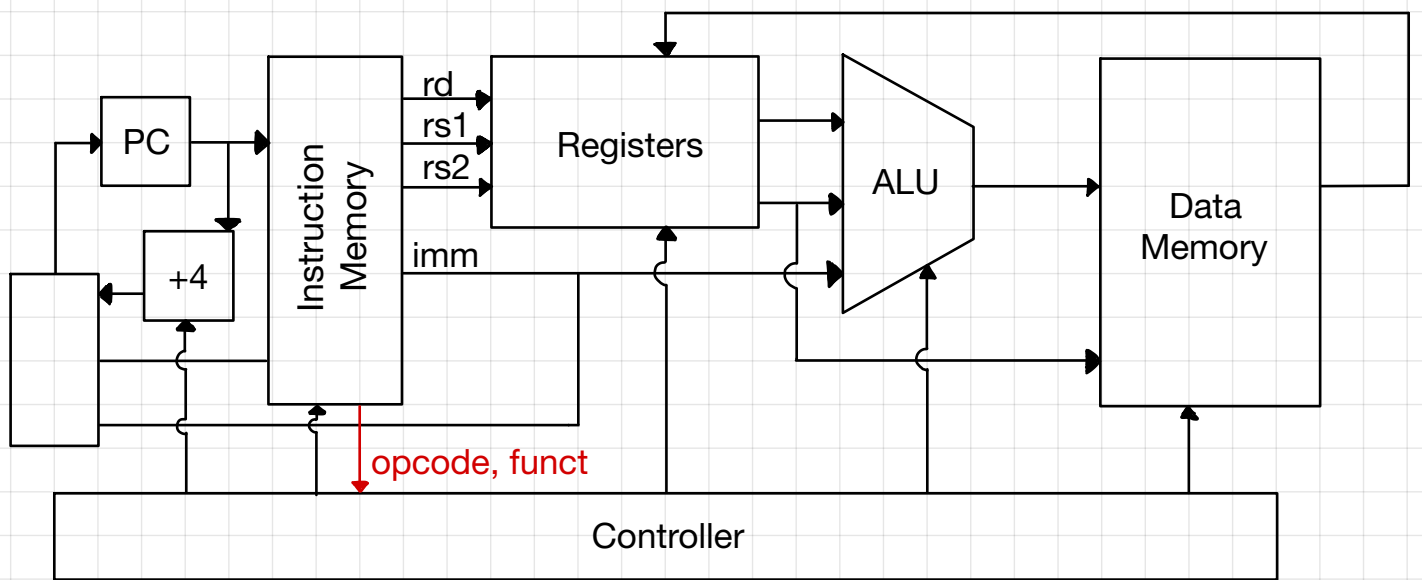 rd
PC
rs1
Registers
rs2
ALU
Instruction
Memory
Data
Memory
imm
+4
opcode, funct
Controller